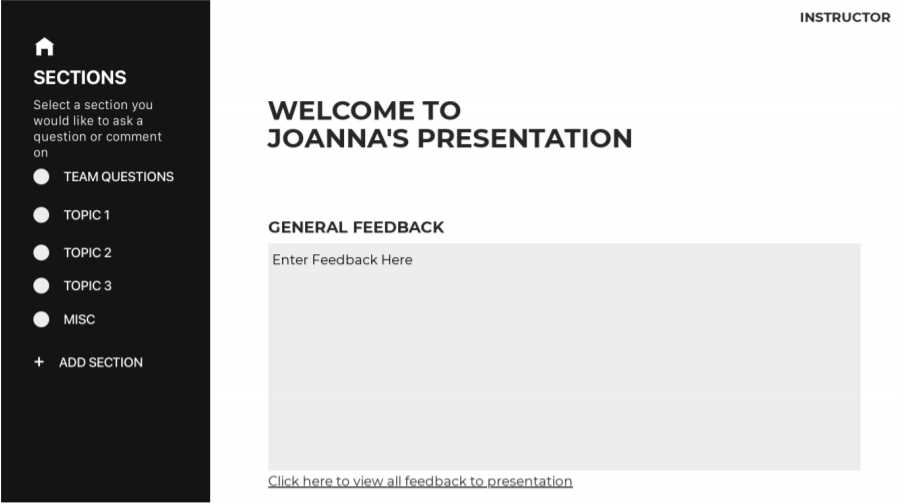 INSTRUCTOR
SECTIONS
Select a section you
would like to ask a
question or comment
on
TEAM QUESTIONS
TOPIC 1
TOPIC 2
TOPIC 3
MISC
+ ADD SECTION
WELCOME TO
JOANNA'S PRESENTATION
GENERAL FEEDBACK
Enter Feedback Here
Click here to view all feedback to presentation